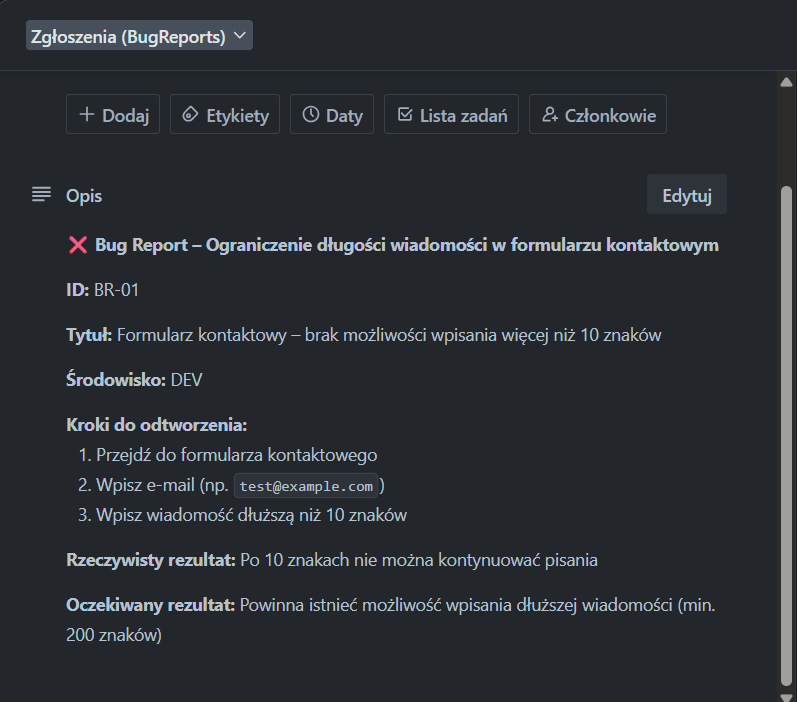 Zgłoszenia (BugReports)
Dodaj Etykiety Daty Lista zadań Członkowie
Opis Edytuj
❌ Bug Report – Ograniczenie długości wiadomości w formularzu kontaktowym
ID: BR-01
Tytuł: Formularz kontaktowy – brak możliwości wpisania więcej niż 10 znaków
Środowisko: DEV
Kroki do odtworzenia:
1. Przejdź do formularza kontaktowego
2. Wpisz e-mail (np. test@example.com)
3. Wpisz wiadomość dłuższą niż 10 znaków
Rzeczywisty rezultat: Po 10 znakach nie można kontynuować pisania
Oczekiwany rezultat: Powinna istnieć możliwość wpisania dłuższej wiadomości (min.
200 znaków)